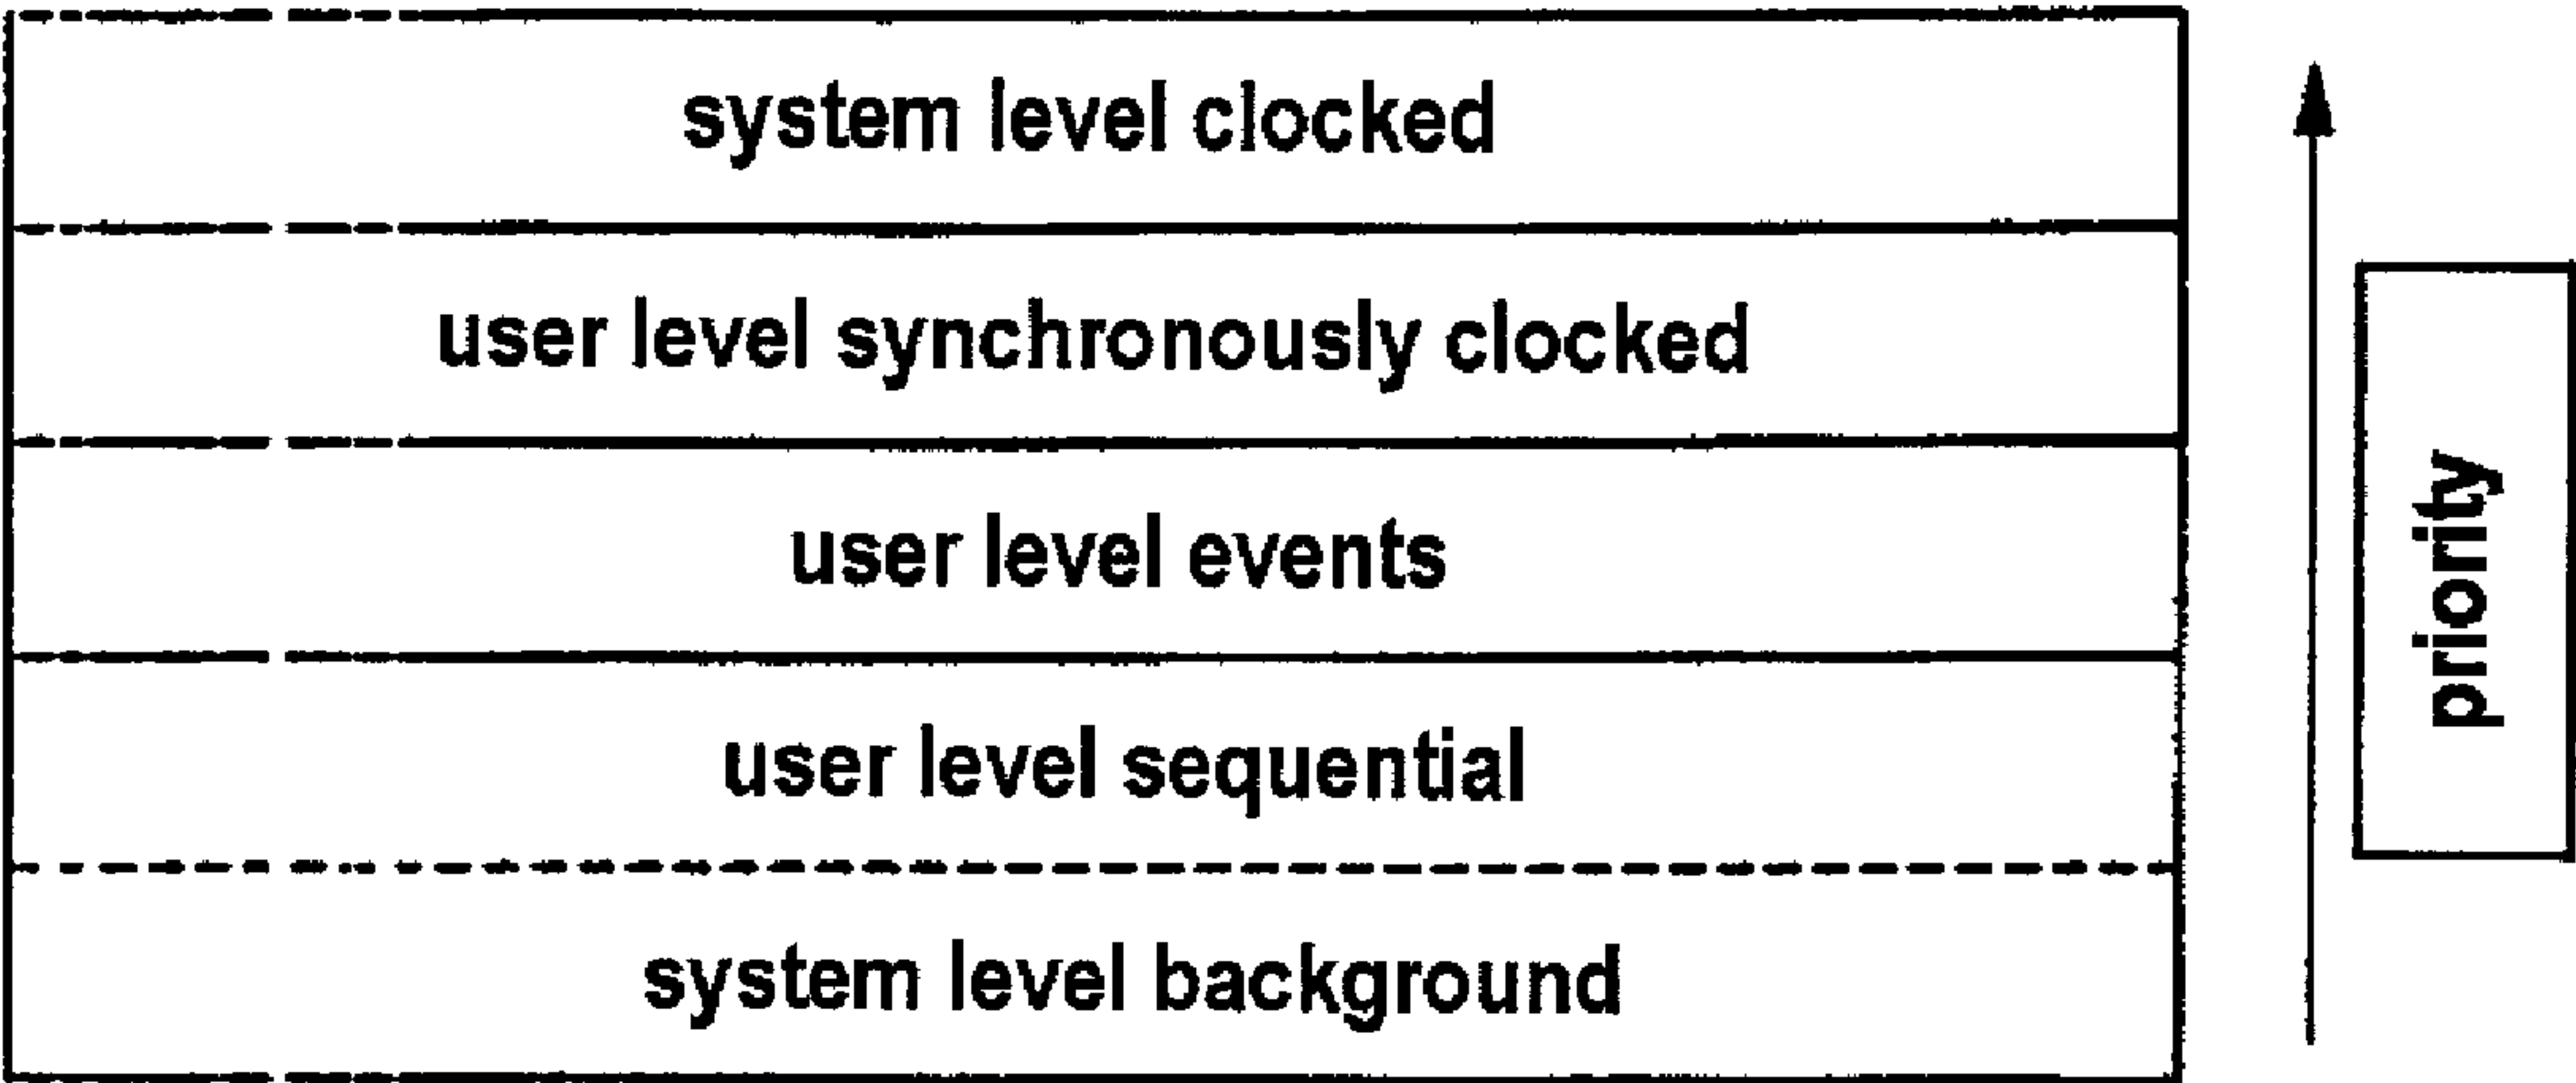 system level clocked
user level synchronously clocked
user level events
user level sequential
system level background
priority